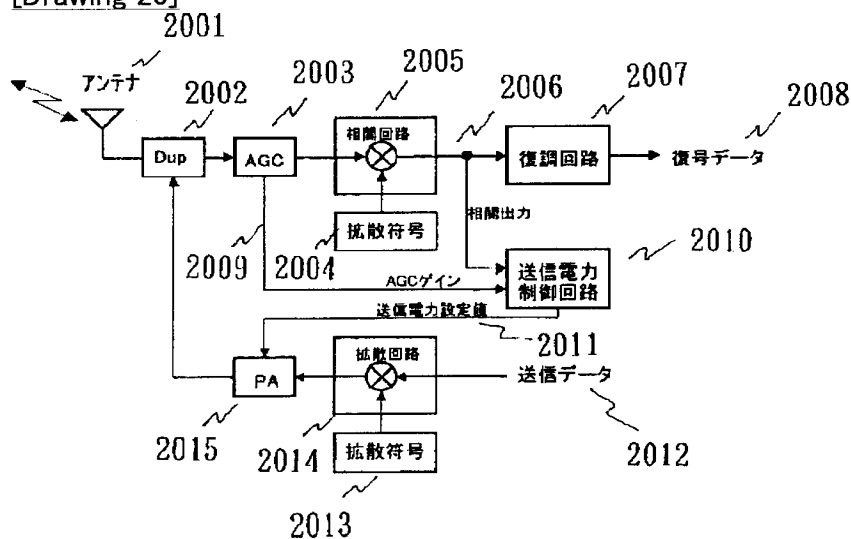 [Drawing 20]
2001
アンテナ
2002
2003
2005
2006
2007
2008
Dup
AGC
相関回路
復調回路
復号データ
相関出力
拡散符号
2009
2004
2010
AGCゲイン
送信電力
制御回路
送信電力設定値
2011
拡散回路
PA
送信データ
2015
2014
拡散符号
2012
2013